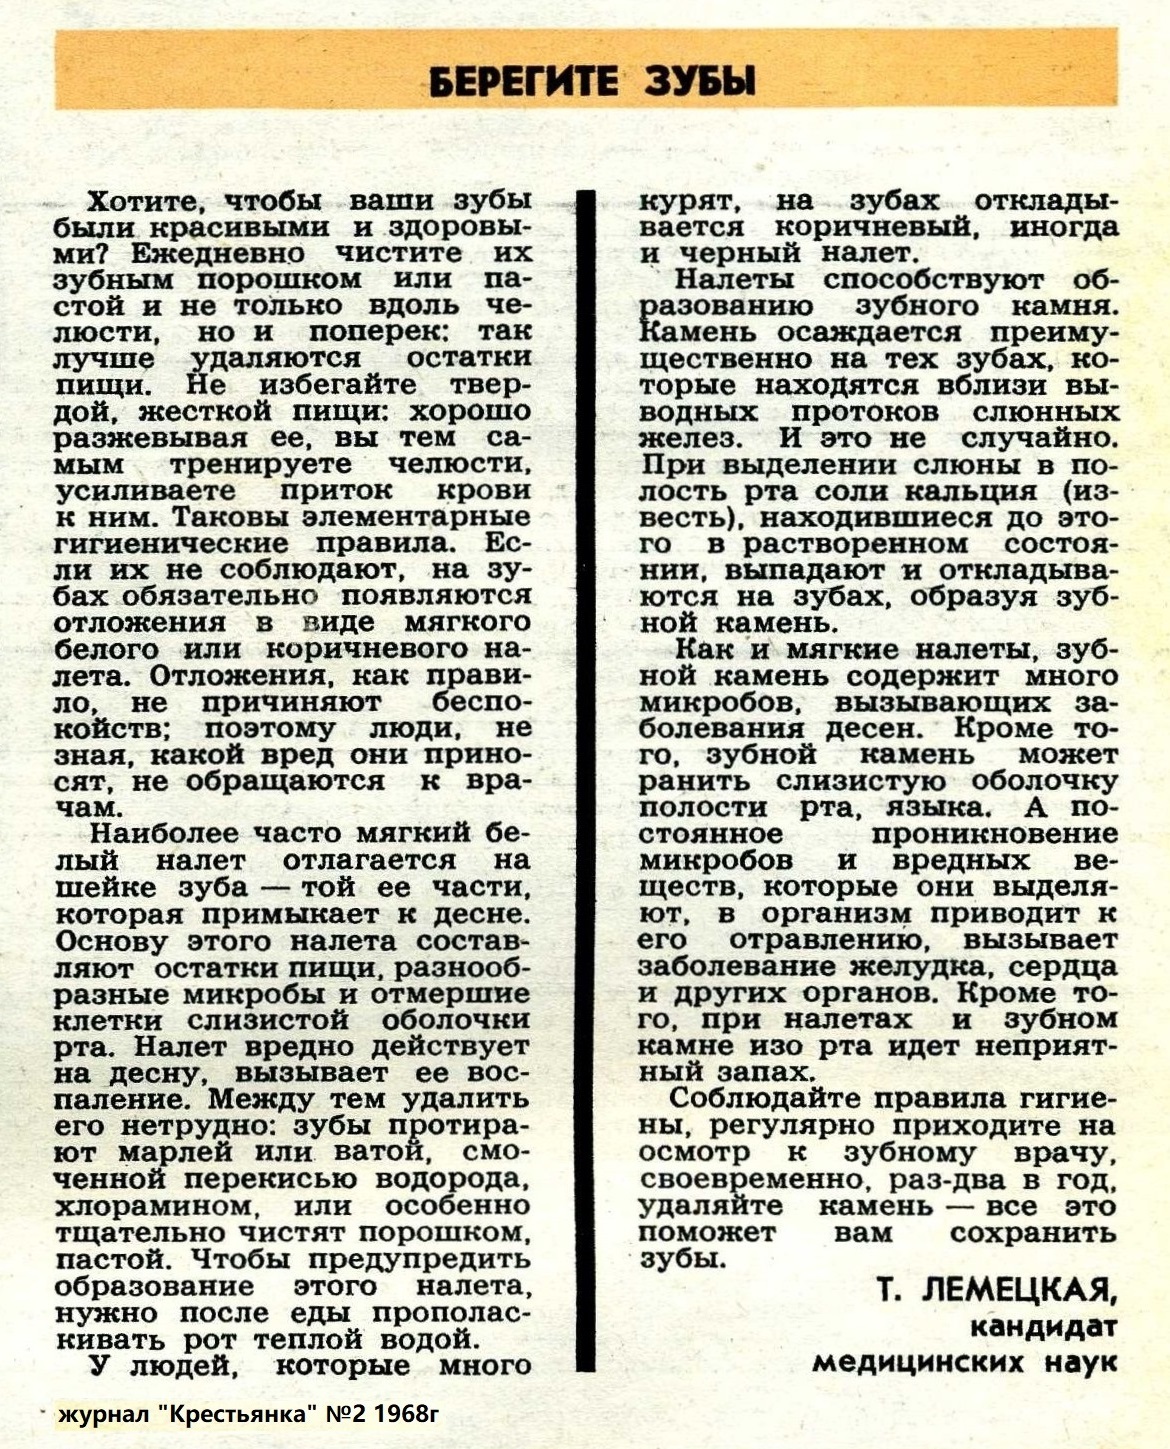 БЕРЕГИТЕ ЗУБЫ
Хотите, чтобы ваши зубы
были красивыми и здоровы-
ми? Ежедневно чистите их
зубным порошком или па-
стой и не только вдоль че-
люсти, но и поперек: так
лучше удаляются остатки
пищи. Не избегайте твер-
дой, жесткой пищи: хорошо
разжевывая ее, вы тем са-
мым тренируете челюсти,
усиливаете приток крови
к ним. Таковы элементарные
гигиенические правила. Ес-
ли их не соблюдают, на зу-
бах обязательно появляются
отложения в виде мягкого
белого или коричневого на-
лета. Отложения, как прави-
ло, не причиняют беспо-
койств; поэтому люди, не
зная, какой вред они прино-
сят, не обращаются к вра-
чам.
Наиболее часто мягкий бе-
лый налет отлагается на
шейке зуба — той ее части,
которая примыкает к десне.
Основу этого налета состав-
ляют остатки пищи, разнооб-
разные микробы и отмершие
клетки слизистой оболочки
рта. Налет вредно действует
на десну, вызывает ее вос-
паление. Между тем удалить
его нетрудно: зубы протира-
ют марлей или ватой, смо-
ченной перекисью водорода,
хлорамином, или особенно
тщательно чистят порошком,
пастой. Чтобы предупредить
образование этого налета,
нужно после еды прополас-
кивать рот теплой водой.
У людей, которые много
курят, на зубах отклады-
вается коричневый, иногда
и черный налет.
Налеты способствуют об-
разованию зубного камня.
Камень осаждается преиму-
щественно на тех зубах, ко-
торые находятся вблизи вы-
водных протоков слюнных
желез. И это не случайно.
При выделении слюны в по-
лость рта соли кальция (из-
весть), находившиеся до это-
го в растворенном состоя-
нии, выпадают и откладыва-
ются на зубах, образуя зуб-
ной камень.
Как и мягкие налеты, зуб-
ной камень содержит много
микробов, вызывающих за-
болевания десен. Кроме то-
го, зубной камень может
ранить слизистую оболочку
полости рта, языка. А по-
стоянное проникновение
микробов и вредных ве-
ществ, которые они выделя-
ют, в организм приводит к
его отравлению, вызывает
заболевание желудка, сердца
и других органов. Кроме то-
го, при налетах и зубном
камне изо рта идет неприят-
ный запах.
Соблюдайте правила гигие-
ны, регулярно приходите на
осмотр к зубному врачу,
своевременно, раз-два в год,
удаляйте камень — все это
поможет вам сохранить
зубы.
Т. ЛЕМЕЦКАЯ,
кандидат
медицинских наук
журнал "Крестьянка" №2 1968г